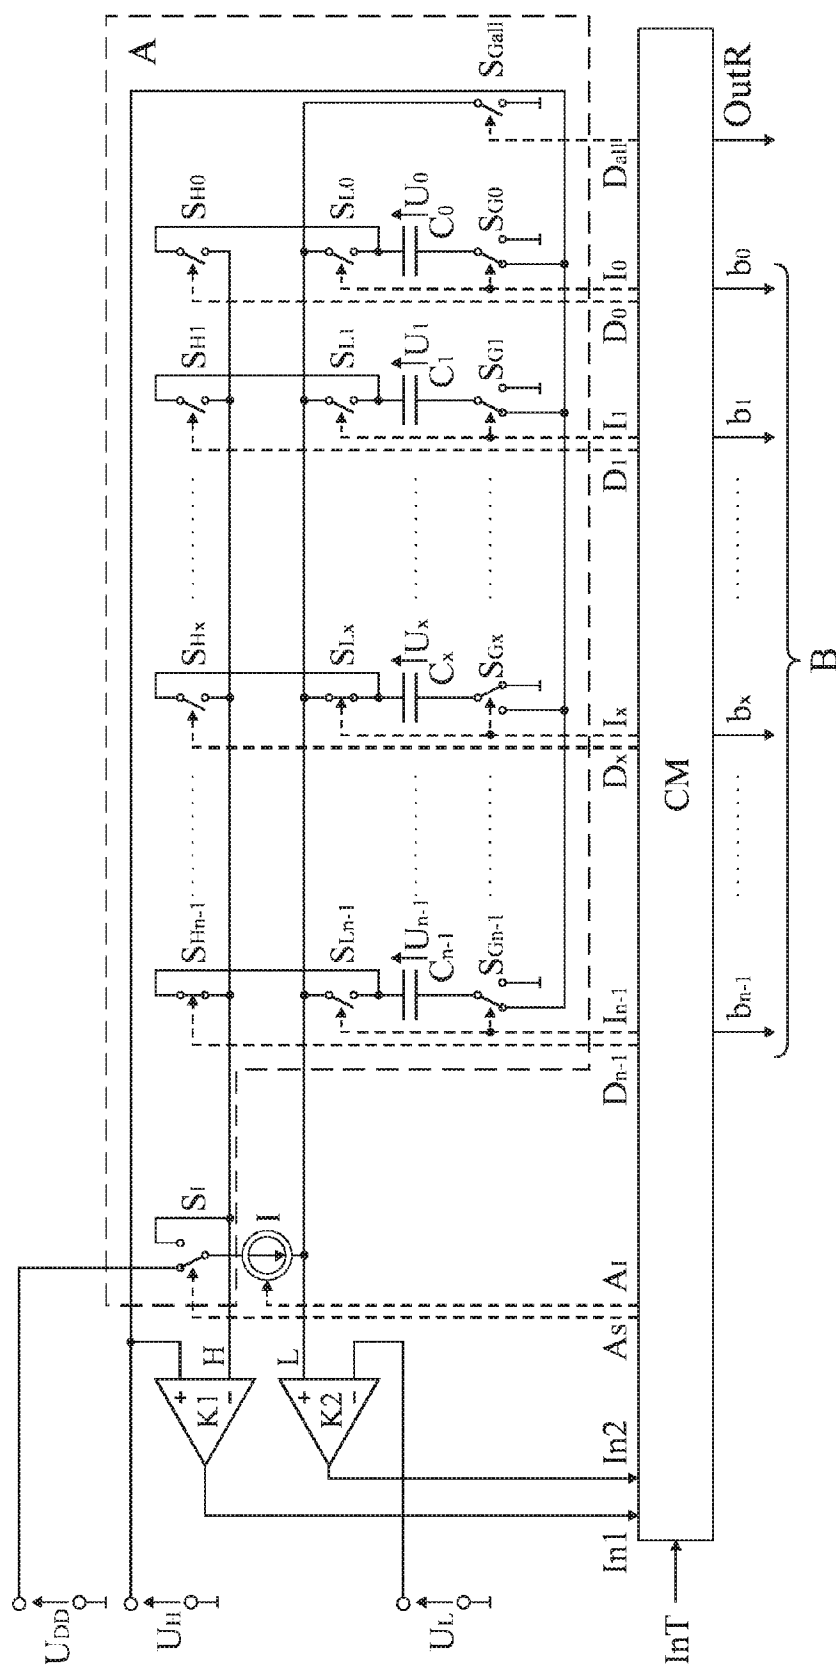 A
UDD
UH
UL
K1
+
−
K2
+
−
H
L
SI
I
SHn-1
SHx
SH1
SH0
SLn-1
SLx
SL1
SL0
SGall
Un-1
Ux
U1
U0
Cn-1
Cx
C1
C0
SGn-1
SGx
SG1
SG0
In1
In2
AS
AI
Dn-1
In-1
Dx
Ix
D1
I1
D0
I0
Dall
InT
CM
OutR
bn-1
bx
b1
b0
B